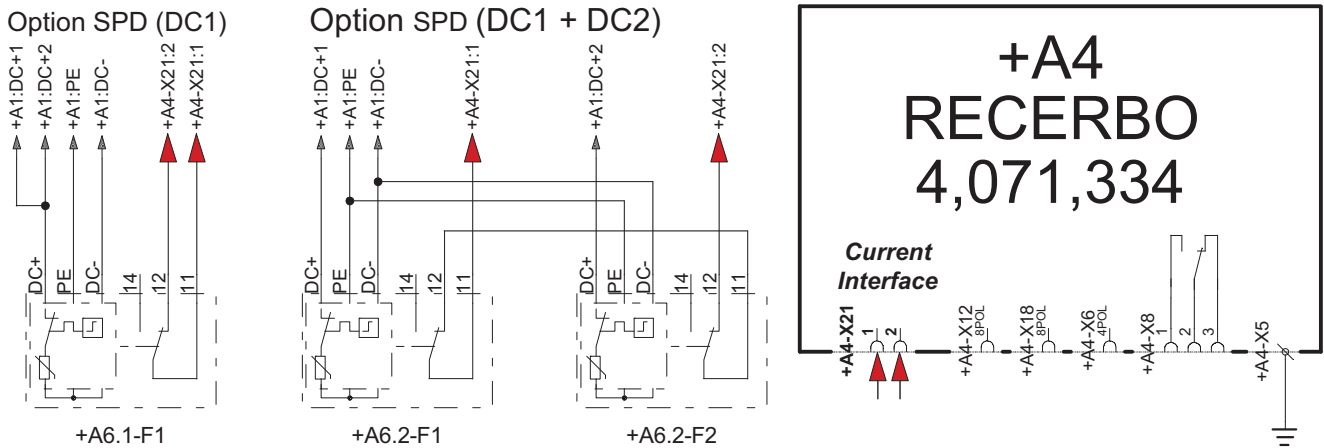 Option SPD (DC1)
+A1:DC+1
+A1:DC+2
+A1:PE
+A1:DC-
+A4-X21:2
+A4-X21:1
DC+
PE
DC-
14
12
11
+A6.1-F1
Option SPD (DC1 + DC2)
+A1:DC+1
+A1:PE
+A1:DC-
+A4-X21:1
+A1:DC+2
+A4-X21:2
DC+
PE
DC-
14
12
11
DC+
PE
DC-
14
12
11
+A6.2-F1
+A6.2-F2
+A4
RECERBO
4,071,334
Current
Interface
+A4-X21
1
2
+A4-X12
8POL
+A4-X18
8POL
+A4-X6
4POL
+A4-X8
1
2
3
+A4-X5